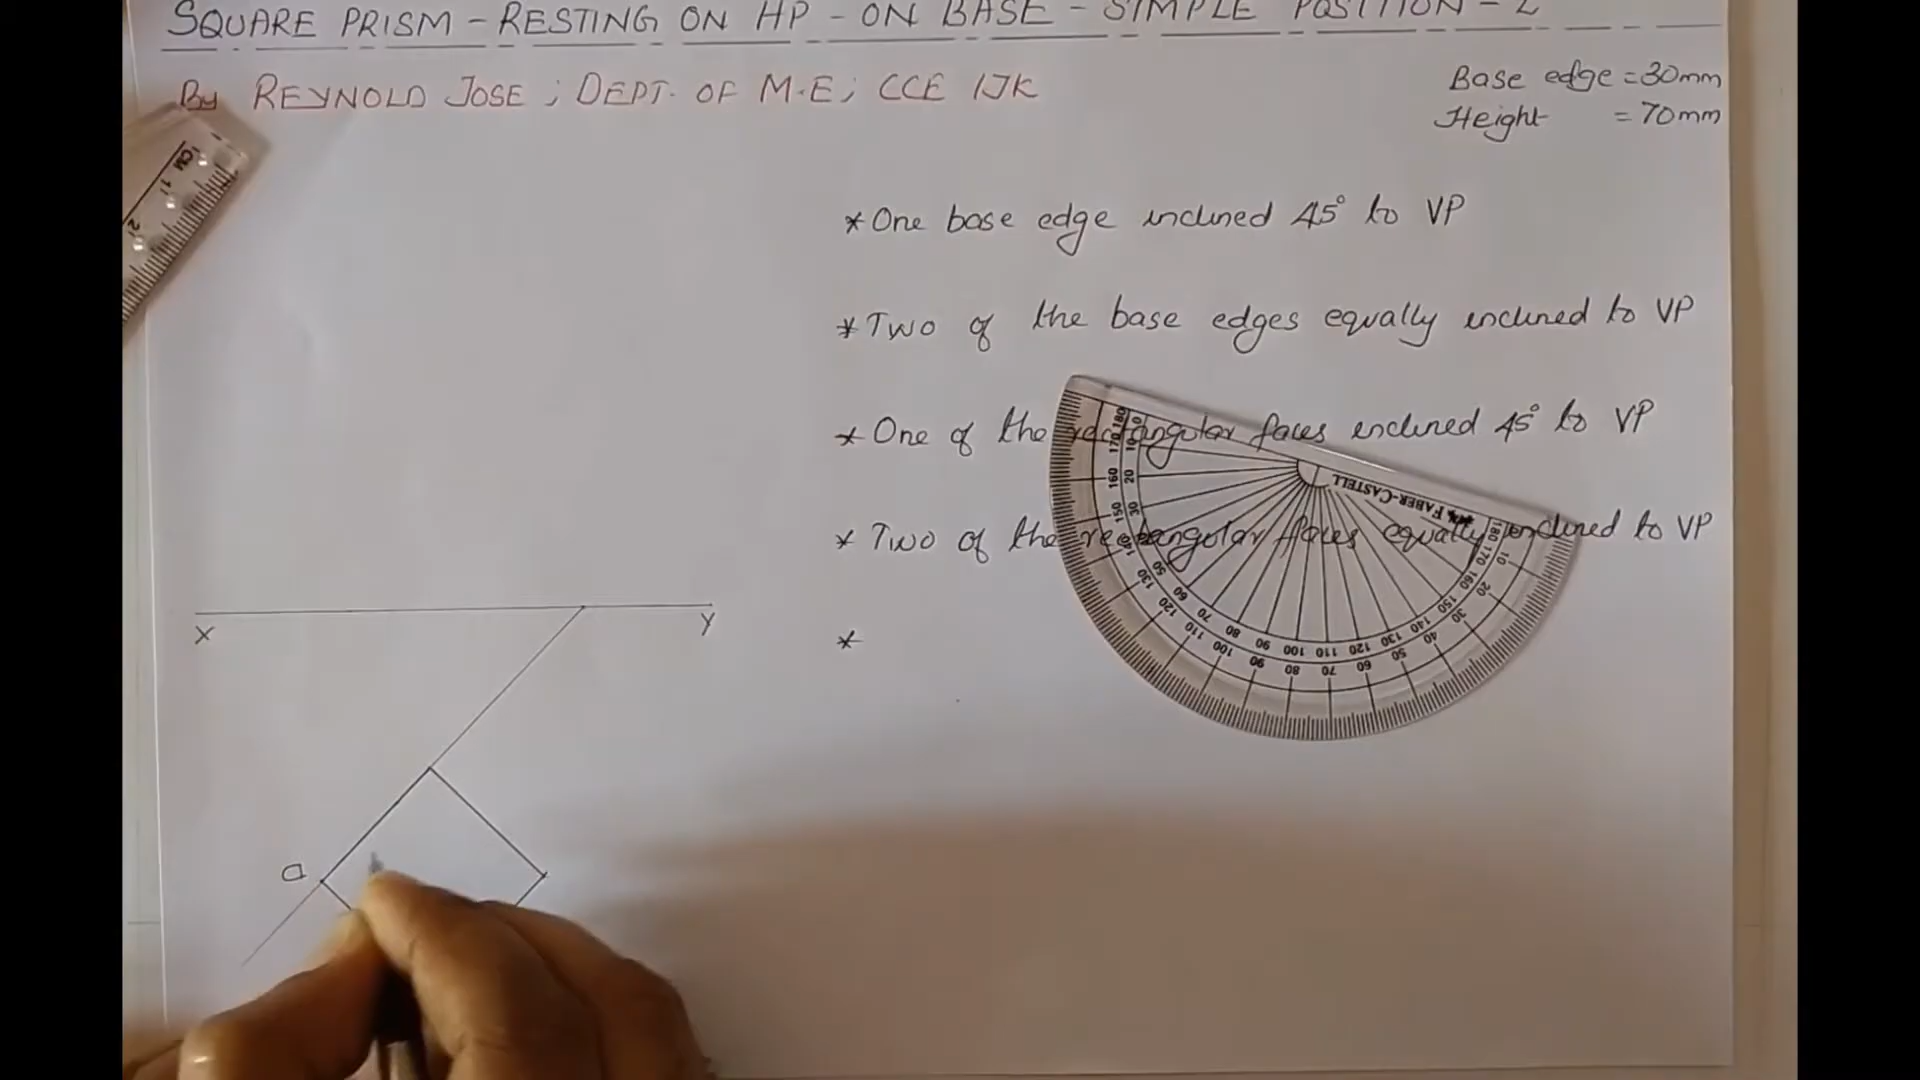 SQUARE PRISM - RESTING ON HP - ON BASE - SIMPLE POSITION - 2
By REYNOLD JOSE ; DEPT. OF M.E ; CCE IJK
Base edge = 30mm
Height = 70mm
CM 1 2
* One base edge inclined 45° to VP
* Two of the base edges equally inclined to VP
* One of the rectangular faces inclined 45° to VP
FABER-CASTELL
* Two of the rectangular faces equally inclined to VP
X Y
*
a